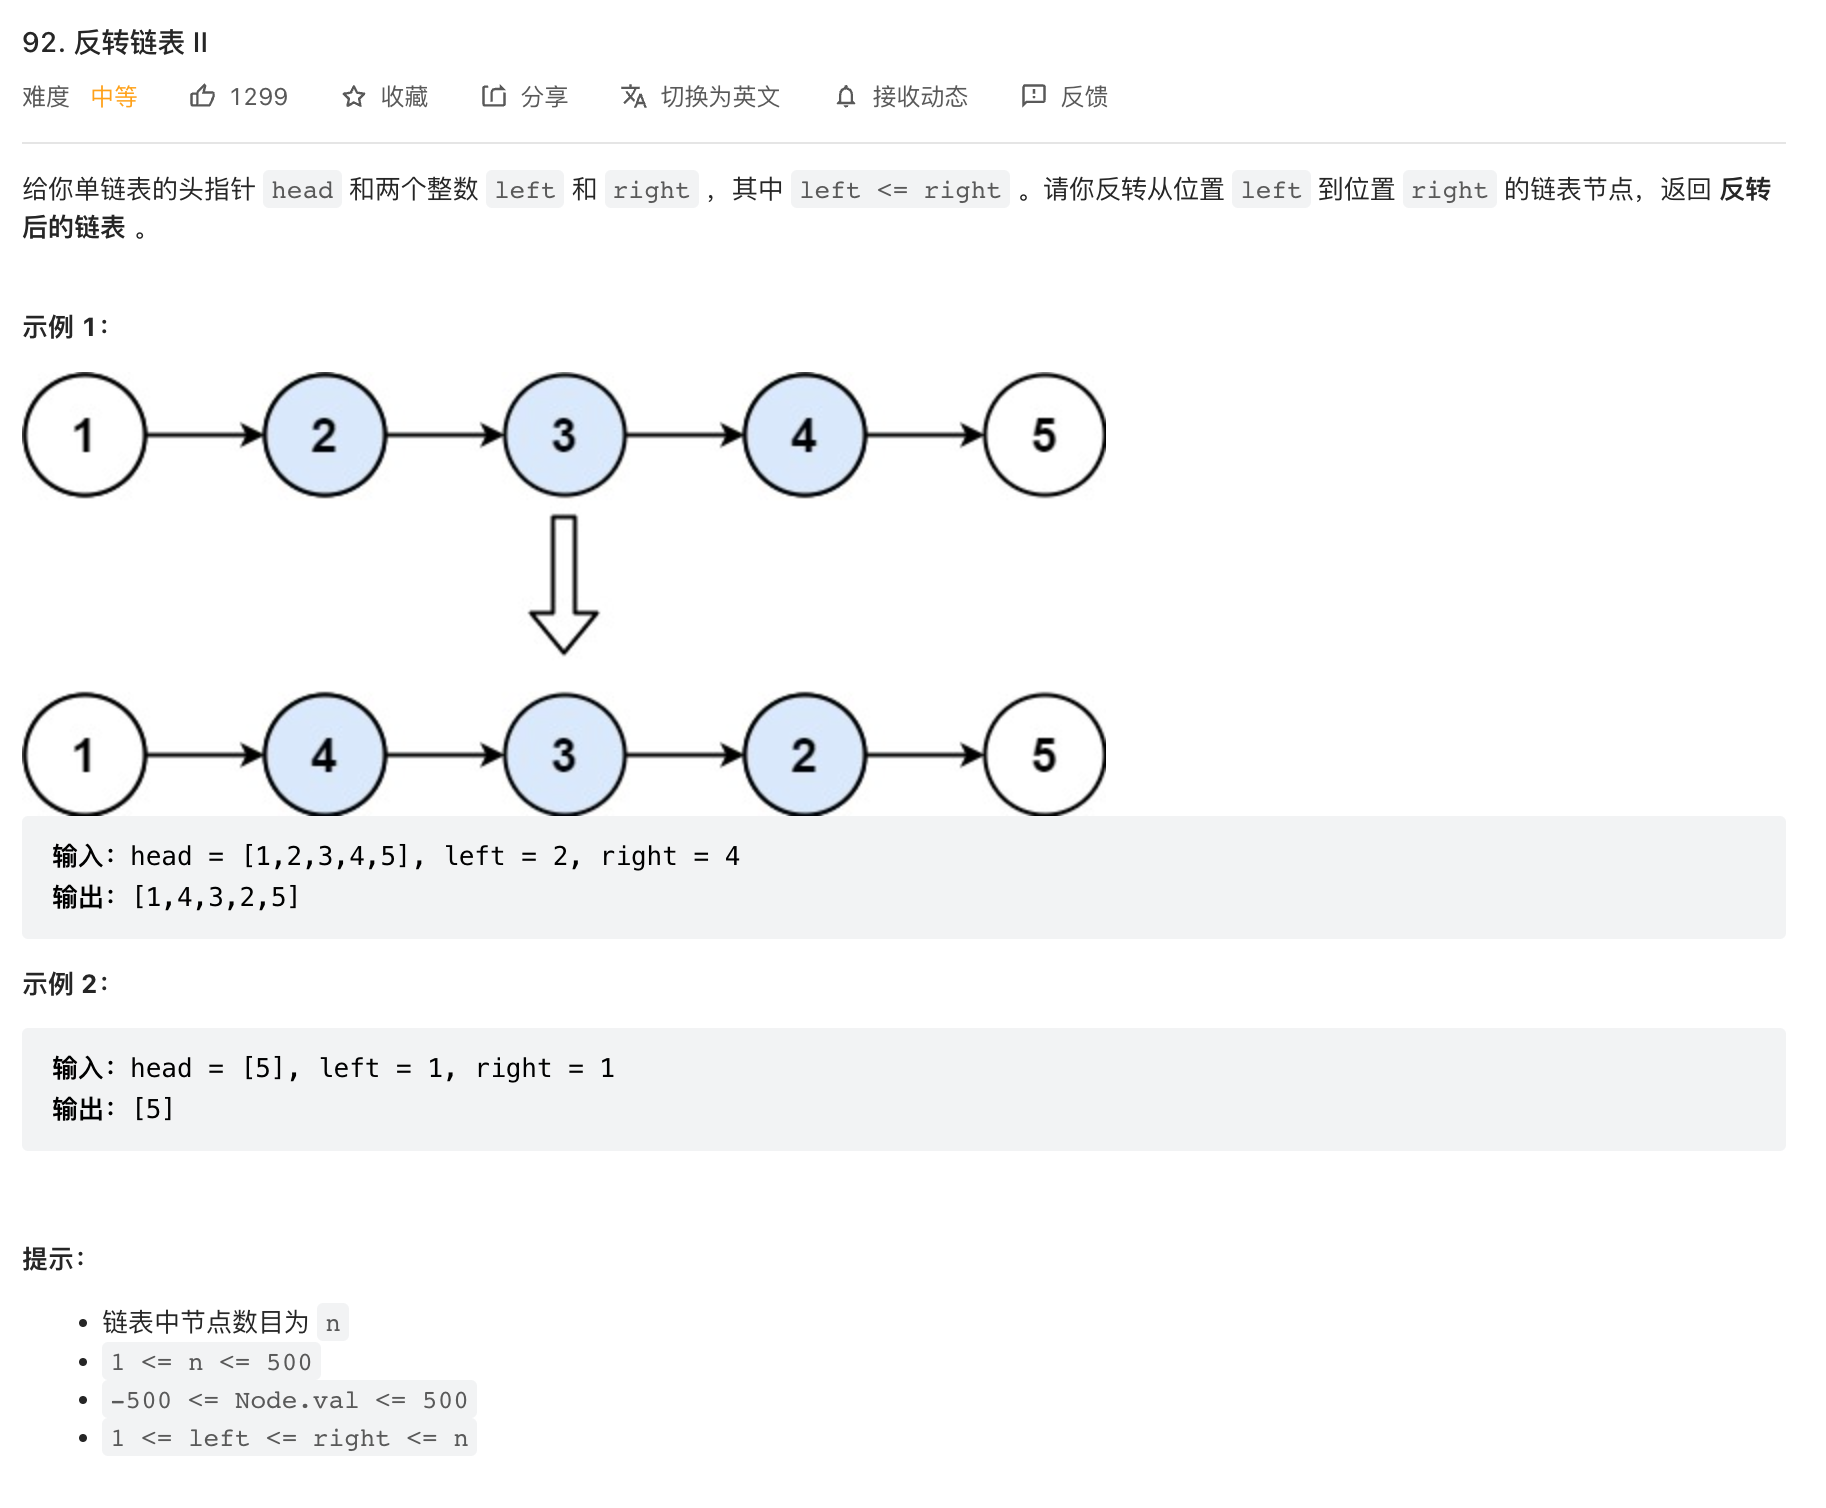 92. 反转链表 II
难度 中等 1299 收藏 分享 切换为英文 接收动态 反馈
给你单链表的头指针 head 和两个整数 left 和 right ，其中 left <= right 。请你反转从位置 left 到位置 right 的链表节点，返回 反转
后的链表 。
示例 1：
1 2 3 4 5
1 4 3 2 5
输入：head = [1,2,3,4,5], left = 2, right = 4
输出：[1,4,3,2,5]
示例 2：
输入：head = [5], left = 1, right = 1
输出：[5]
提示：
• 链表中节点数目为 n
• 1 <= n <= 500
• -500 <= Node.val <= 500
• 1 <= left <= right <= n